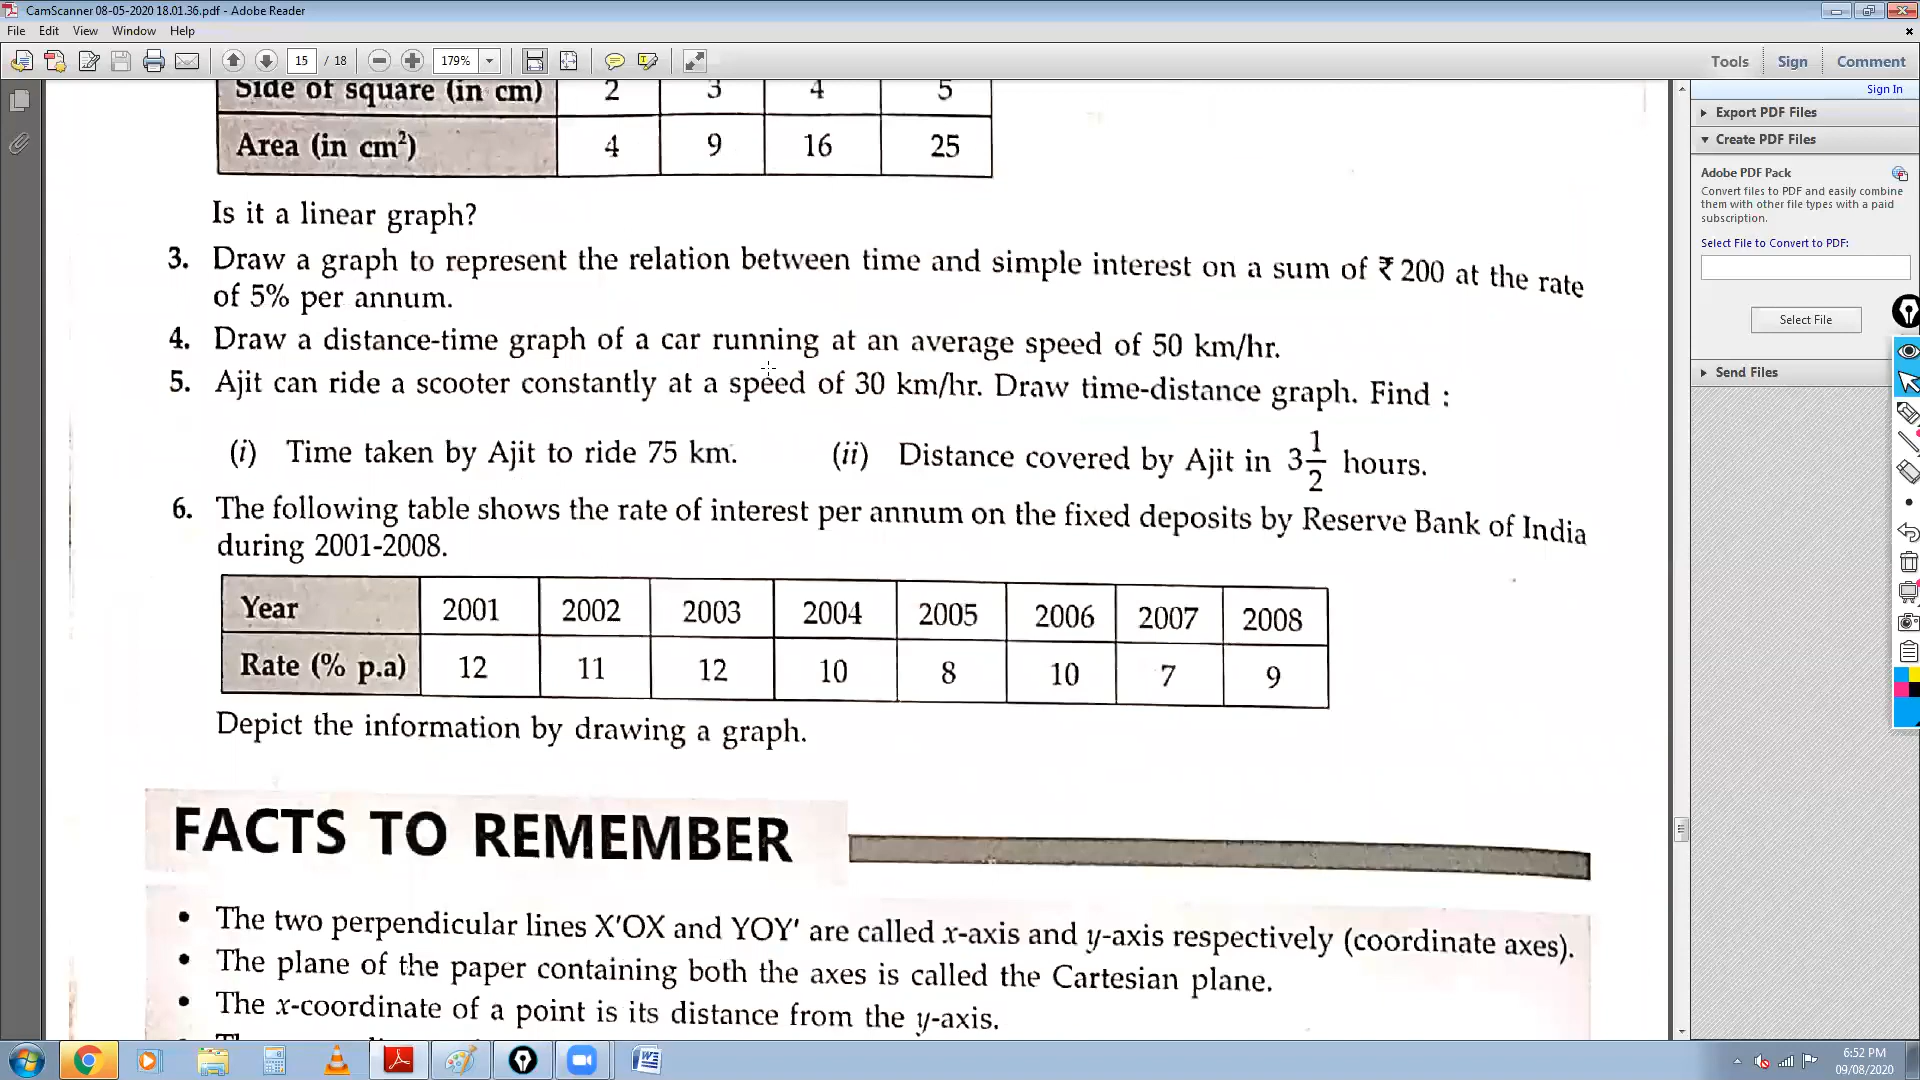 CamScanner 08-05-2020 18.01.36.pdf - Adobe Reader
File Edit View Window Help
15 / 18 179% Tools Sign Comment
Sign In
Export PDF Files
Create PDF Files
Adobe PDF Pack
Convert files to PDF and easily combine
them with other file types with a paid
subscription.
Select File to Convert to PDF:
Select File
Send Files
Side of square (in cm) 2 3 4 5
Area (in cm²) 4 9 16 25
Is it a linear graph?
3. Draw a graph to represent the relation between time and simple interest on a sum of ₹ 200 at the rate
of 5% per annum.
4. Draw a distance-time graph of a car running at an average speed of 50 km/hr.
5. Ajit can ride a scooter constantly at a speed of 30 km/hr. Draw time-distance graph. Find :
(i) Time taken by Ajit to ride 75 km. (ii) Distance covered by Ajit in 3 1/2 hours.
6. The following table shows the rate of interest per annum on the fixed deposits by Reserve Bank of India
during 2001-2008.
Year 2001 2002 2003 2004 2005 2006 2007 2008
Rate (% p.a) 12 11 12 10 8 10 7 9
Depict the information by drawing a graph.
FACTS TO REMEMBER
• The two perpendicular lines X′OX and YOY′ are called x-axis and y-axis respectively (coordinate axes).
• The plane of the paper containing both the axes is called the Cartesian plane.
• The x-coordinate of a point is its distance from the y-axis.
6:52 PM
09/08/2020